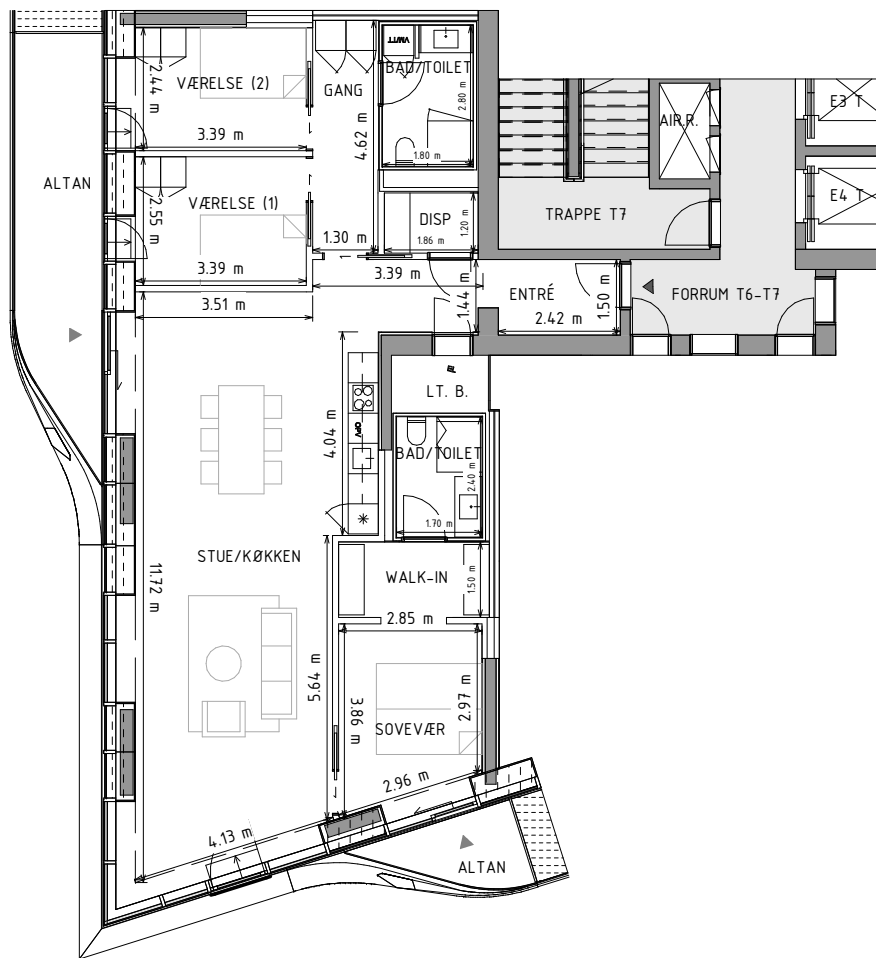 VM/TT
BAD/TOILET
2.44 m
VÆRELSE (2)
GANG
4.62 m
2.80 m
3.39 m
1.80 m
AIR.R.
E3 T
ALTAN
2.55 m
VÆRELSE (1)
DISP
1.20 m
TRAPPE T7
E4 T
1.30 m
1.86 m
3.39 m
3.39 m
1.44 m
ENTRÉ
1.50 m
FORRUM T6-T7
3.51 m
2.42 m
EL
LT. B.
4.04 m
OPV
BAD/TOILET
2.40 m
1.70 m
STUE/KØKKEN
11.72 m
WALK-IN
1.50 m
2.85 m
5.64 m
3.86 m
2.97 m
SOVEVÆR
2.96 m
4.13 m
ALTAN